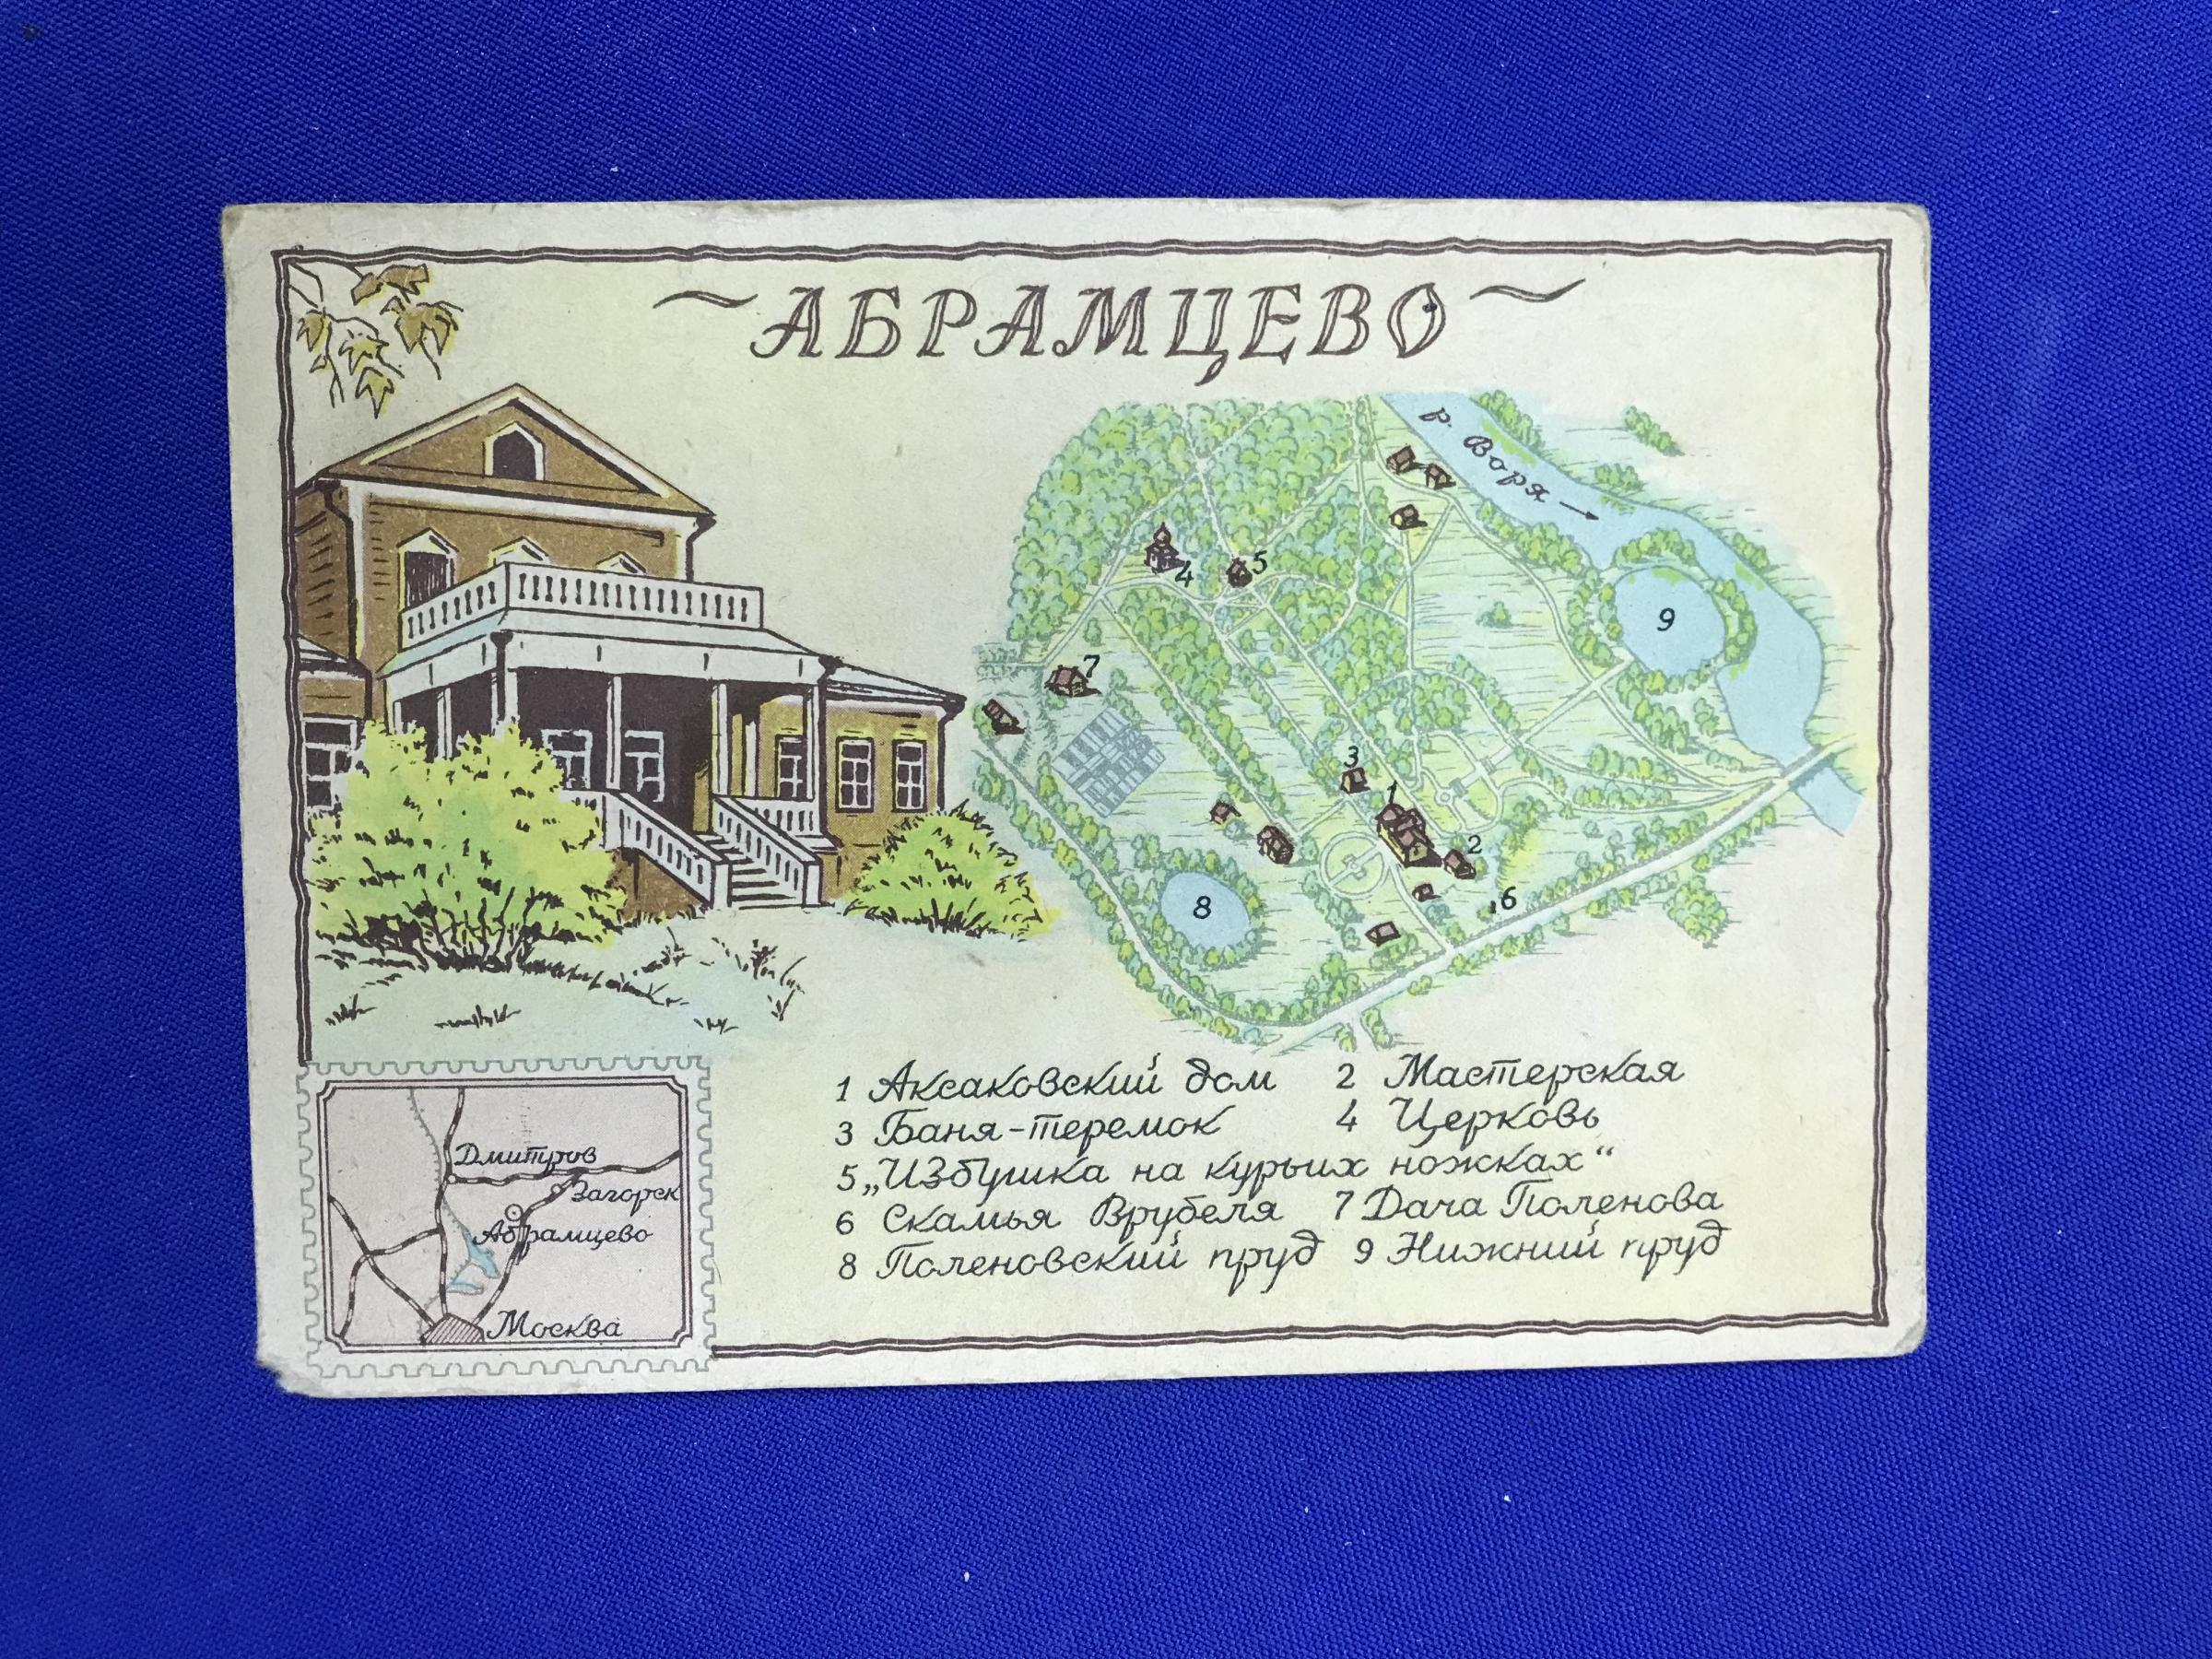 АБРАМЦЕВО
р. Воря
4
5
9
7
3
1
2
6
8
1 Аксаковский дом 2 Мастерская
3 Баня-теремок 4 Церковь
5 „Избушка на курьих ножках“
6 Скамья Врубеля 7 Дача Поленова
8 Поленовский пруд 9 Нижний пруд
Дмитров
Загорск
Абрамцево
Москва